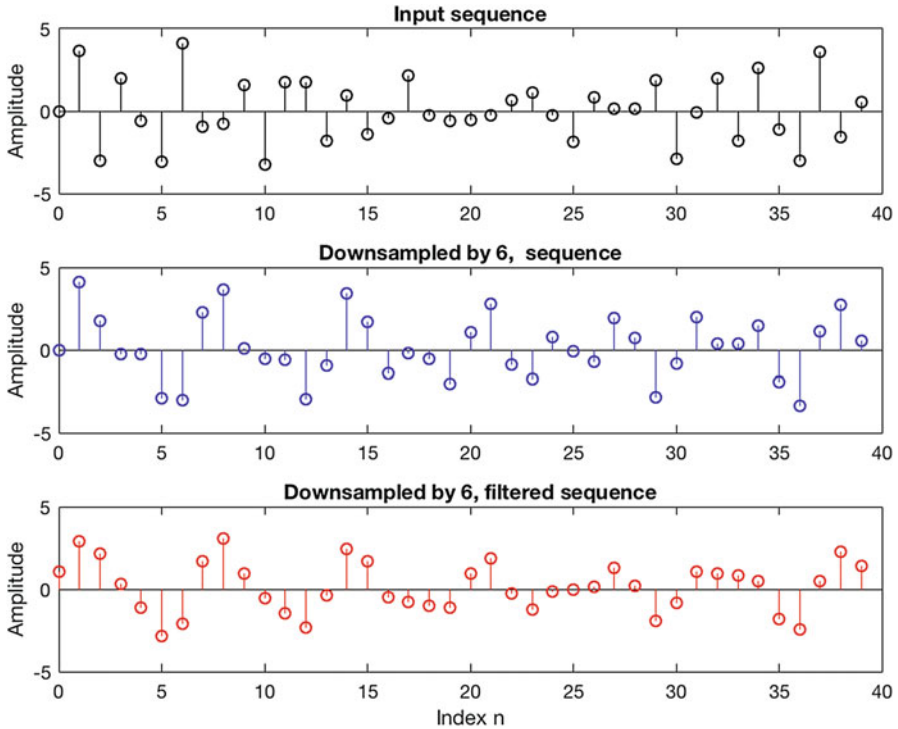 Input sequence
5
0
-5
Amplitude
0 5 10 15 20 25 30 35 40
Downsampled by 6, sequence
5
0
-5
Amplitude
0 5 10 15 20 25 30 35 40
Downsampled by 6, filtered sequence
5
0
-5
Amplitude
0 5 10 15 20 25 30 35 40
Index n